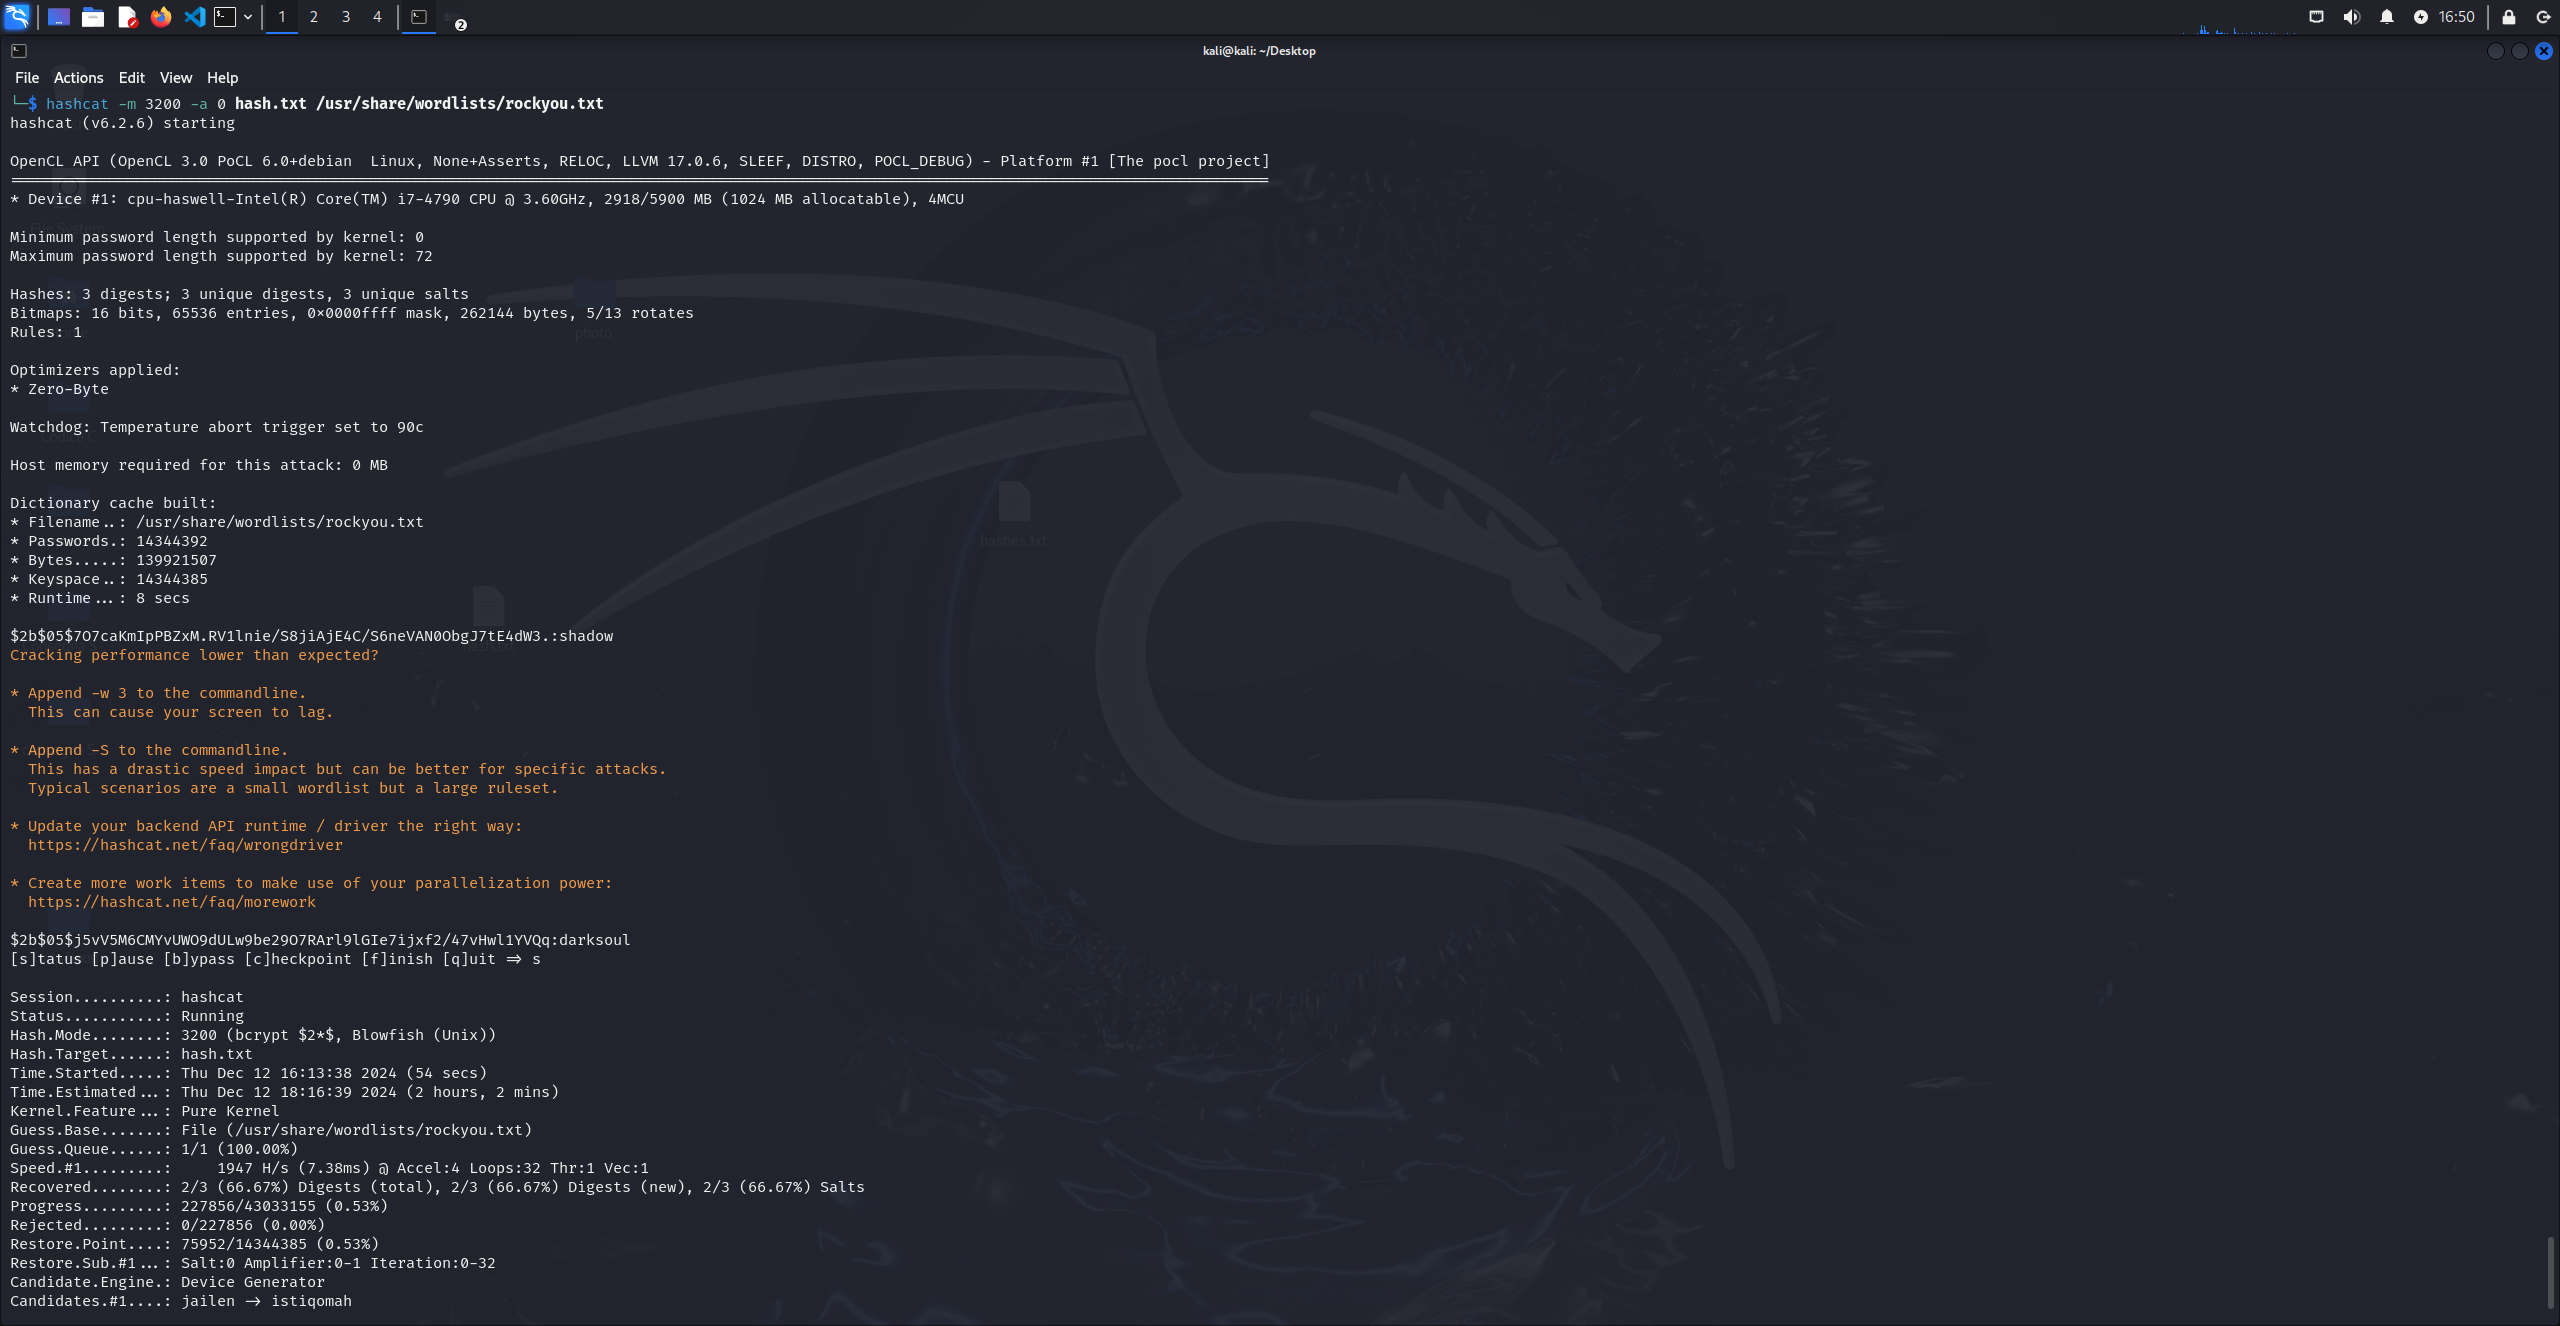 1 2 3 4 2 16:50
kali@kali: ~/Desktop
File Actions Edit View Help
└─$ hashcat -m 3200 -a 0 hash.txt /usr/share/wordlists/rockyou.txt
hashcat (v6.2.6) starting
OpenCL API (OpenCL 3.0 PoCL 6.0+debian  Linux, None+Asserts, RELOC, LLVM 17.0.6, SLEEF, DISTRO, POCL_DEBUG) - Platform #1 [The pocl project]
* Device #1: cpu-haswell-Intel(R) Core(TM) i7-4790 CPU @ 3.60GHz, 2918/5900 MB (1024 MB allocatable), 4MCU
Minimum password length supported by kernel: 0
Maximum password length supported by kernel: 72
Hashes: 3 digests; 3 unique digests, 3 unique salts
Bitmaps: 16 bits, 65536 entries, 0×0000ffff mask, 262144 bytes, 5/13 rotates
Rules: 1
photo
Optimizers applied:
* Zero-Byte
Watchdog: Temperature abort trigger set to 90c
Host memory required for this attack: 0 MB
Dictionary cache built:
* Filename..: /usr/share/wordlists/rockyou.txt
* Passwords.: 14344392
hashes.txt
* Bytes.....: 139921507
* Keyspace..: 14344385
* Runtime...: 8 secs
$2b$05$7O7caKmIpPBZxM.RV1lnie/S8jiAjE4C/S6neVAN0ObgJ7tE4dW3.:shadow
hash.txt
Cracking performance lower than expected?
* Append -w 3 to the commandline.
  This can cause your screen to lag.
* Append -S to the commandline.
  This has a drastic speed impact but can be better for specific attacks.
  Typical scenarios are a small wordlist but a large ruleset.
* Update your backend API runtime / driver the right way:
  https://hashcat.net/faq/wrongdriver
* Create more work items to make use of your parallelization power:
  https://hashcat.net/faq/morework
$2b$05$j5vV5M6CMYvUWO9dULw9be29O7RArl9lGIe7ijxf2/47vHwl1YVQq:darksoul
[s]tatus [p]ause [b]ypass [c]heckpoint [f]inish [q]uit => s
Session..........: hashcat
Status...........: Running
Hash.Mode........: 3200 (bcrypt $2*$, Blowfish (Unix))
Hash.Target......: hash.txt
Time.Started.....: Thu Dec 12 16:13:38 2024 (54 secs)
Time.Estimated...: Thu Dec 12 18:16:39 2024 (2 hours, 2 mins)
Kernel.Feature...: Pure Kernel
Guess.Base.......: File (/usr/share/wordlists/rockyou.txt)
Guess.Queue......: 1/1 (100.00%)
Speed.#1.........:     1947 H/s (7.38ms) @ Accel:4 Loops:32 Thr:1 Vec:1
Recovered........: 2/3 (66.67%) Digests (total), 2/3 (66.67%) Digests (new), 2/3 (66.67%) Salts
Progress.........: 227856/43033155 (0.53%)
Rejected.........: 0/227856 (0.00%)
Restore.Point....: 75952/14344385 (0.53%)
Restore.Sub.#1...: Salt:0 Amplifier:0-1 Iteration:0-32
Candidate.Engine.: Device Generator
Candidates.#1....: jailen -> istiqomah